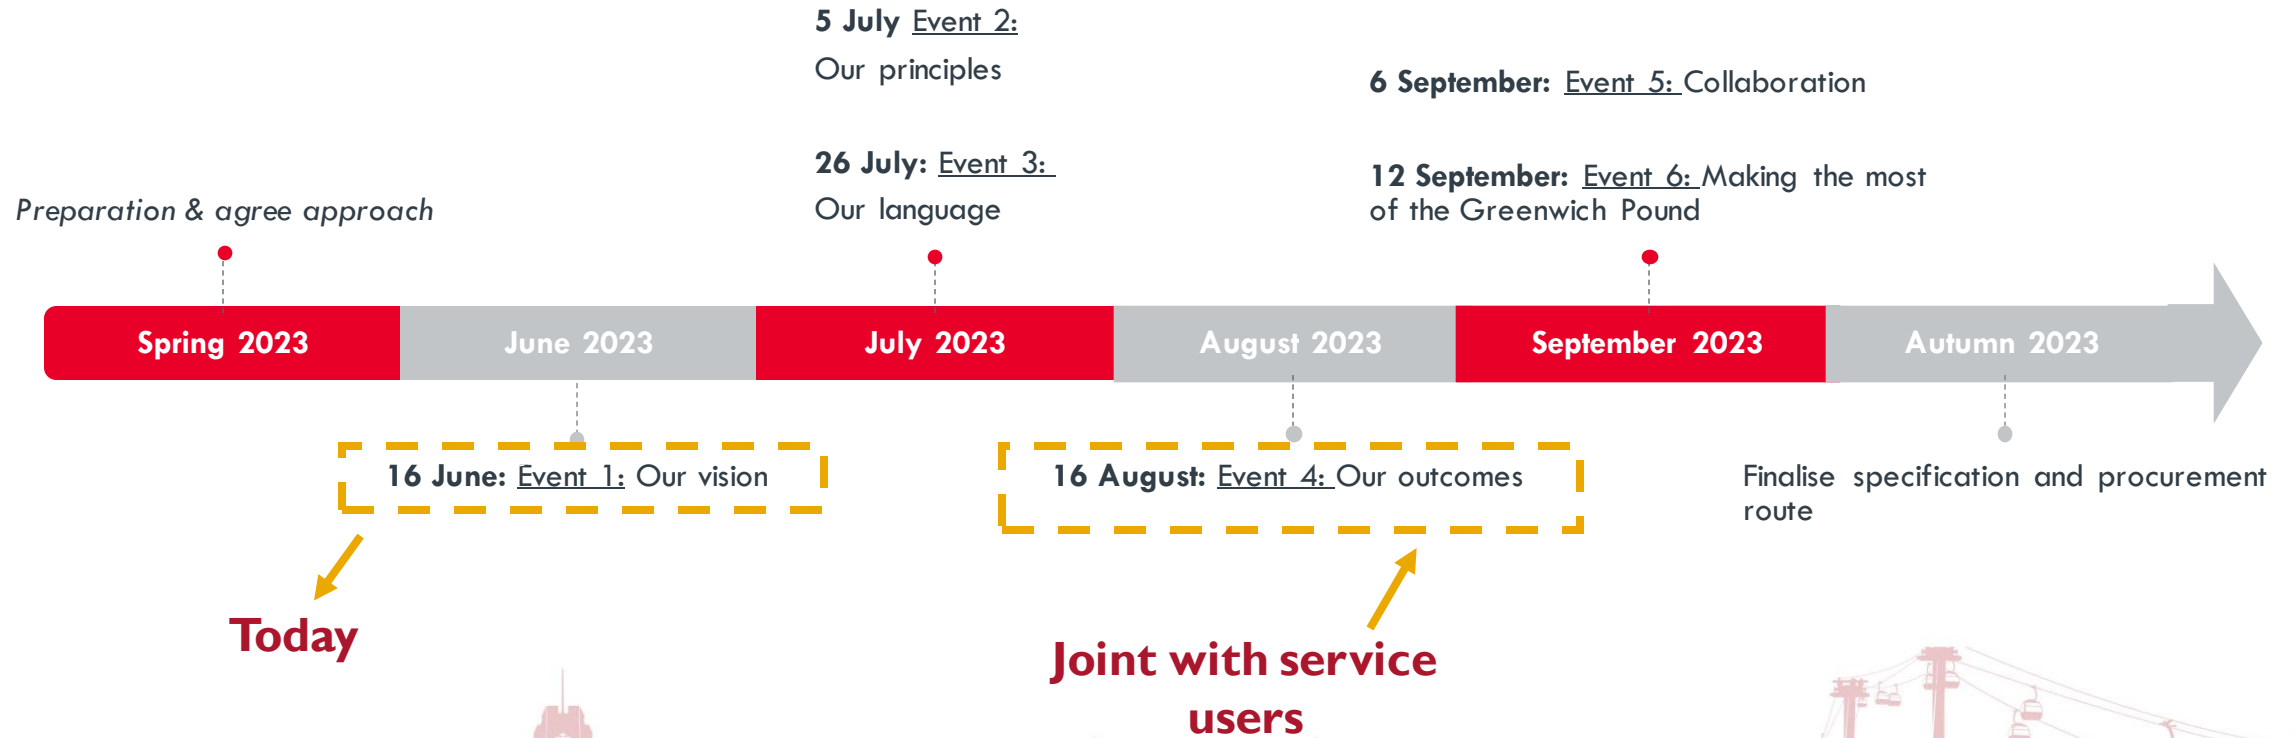 5 July Event 2:
Our principles
26 July: Event 3:
Our language
6 September: Event 5: Collaboration
12 September: Event 6: Making the most
of the Greenwich Pound
Preparation & agree approach
Spring 2023
June 2023
July 2023
August 2023
September 2023
Autumn 2023
16 June: Event 1: Our vision
16 August: Event 4: Our outcomes
Finalise specification and procurement
route
Today
Joint with service
users